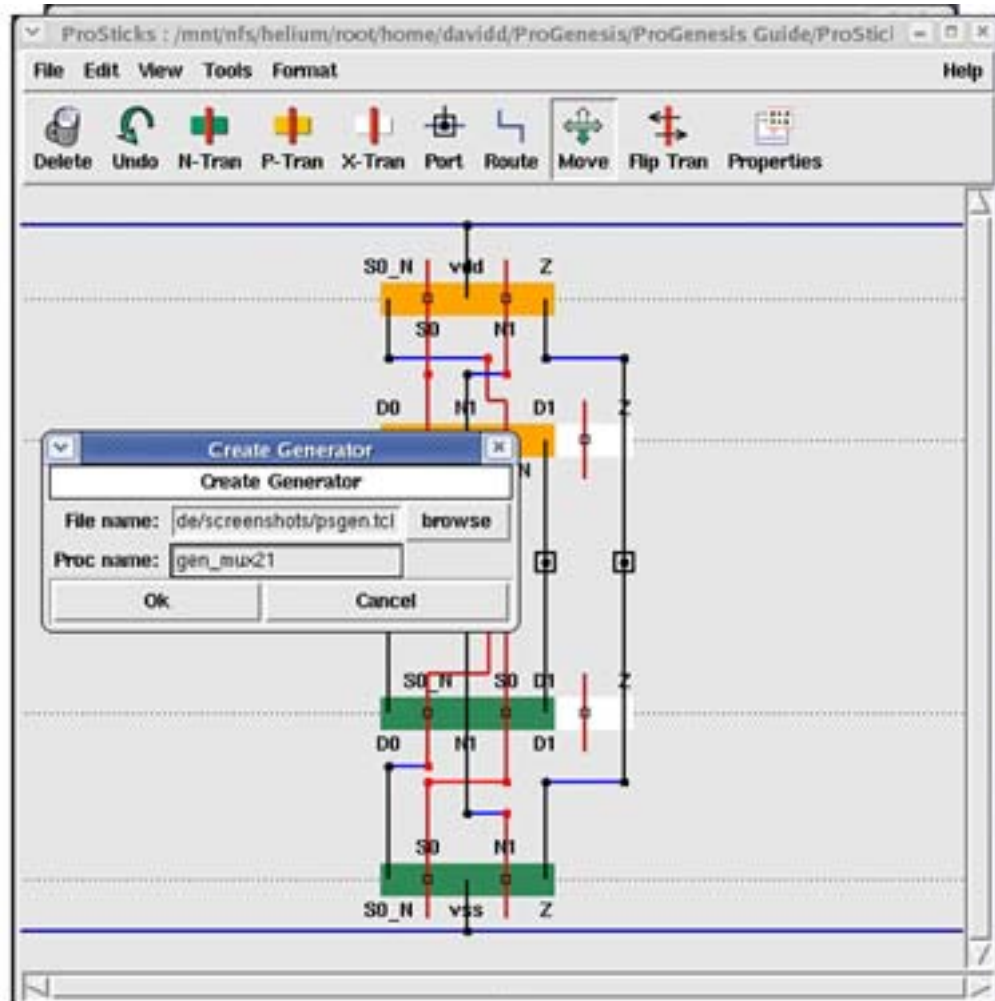 ProSticks : /mnt/nfs/helium/root/home/davidd/ProGenesis/ProGenesis Guide/ProSticl
File Edit View Tools Format Help
Delete Undo N-Tran P-Tran X-Tran Port Route Move Flip Tran Properties
S0_N vdd Z
S0 N1
D0 N1 D1 Z
N
Create Generator
Create Generator
File name: de/screenshots/psgen.tcl browse
Proc name: gen_mux21
Ok Cancel
S0_N S0 D1 Z
D0 N1 D1
S0 N1
S0_N vss Z